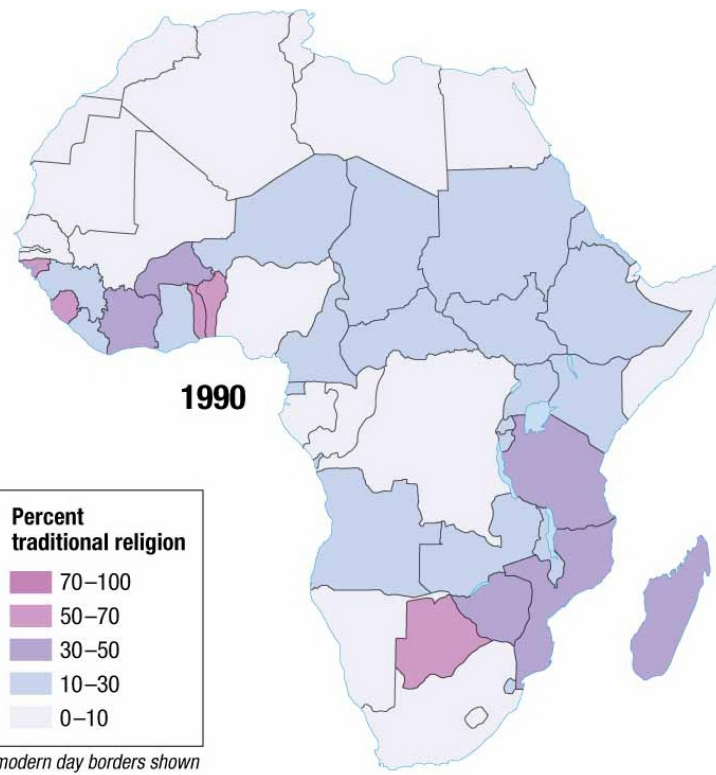 1990
Percent
traditional religion
70–100
50–70
30–50
10–30
0–10
modern day borders shown